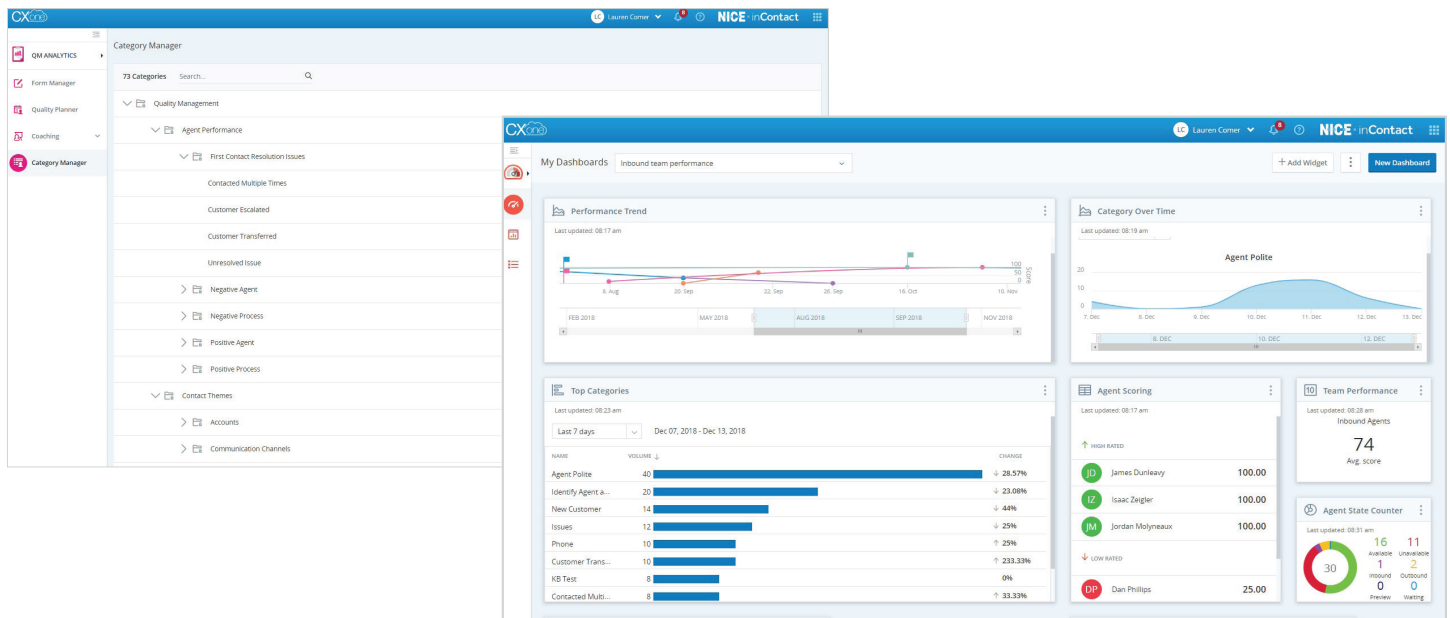 CXone
LC Lauren Comer 8 NICE inContact
QM ANALYTICS
Form Manager
Quality Planner
Coaching
Category Manager
Category Manager
73 Categories Search...
Quality Management
Agent Performance
First Contact Resolution Issues
Contacted Multiple Times
Customer Escalated
Customer Transferred
Unresolved Issue
Negative Agent
Negative Process
Positive Agent
Positive Process
Contact Themes
Accounts
Communication Channels
CXone
LC Lauren Comer 8 NICE inContact
My Dashboards Inbound team performance + Add Widget New Dashboard
Performance Trend
Last updated: 08:17 am
100
50
0
Score
8. Aug 20. Sep 22. Sep 26. Sep 16. Oct 10. Nov
FEB 2018 MAY 2018 AUG 2018 SEP 2018 NOV 2018
Category Over Time
Last updated: 08:19 am
Agent Polite
20
10
0
7. Dec 8. Dec 9. Dec 10. Dec 11. Dec 12. Dec 13. Dec
8. DEC 10. DEC 12. DEC
Top Categories
Last updated: 08:23 am
Last 7 days Dec 07, 2018 - Dec 13, 2018
NAME VOLUME CHANGE
Agent Polite 40 28.57%
Identify Agent a... 20 23.08%
New Customer 14 44%
Issues 12 25%
Phone 10 25%
Customer Trans... 10 233.33%
KB Test 8 0%
Contacted Multi... 8 33.33%
Agent Scoring
Last updated: 08:17 am
HIGH RATED
JD James Dunleavy 100.00
IZ Isaac Zeigler 100.00
JM Jordan Molyneaux 100.00
LOW RATED
DP Dan Phillips 25.00
10 Team Performance
Last updated: 08:28 am
Inbound Agents
74
Avg. score
Agent State Counter
Last updated: 08:31 am
30
16 11
Available Unavailable
1 2
Inbound Outbound
0 0
Preview Waiting